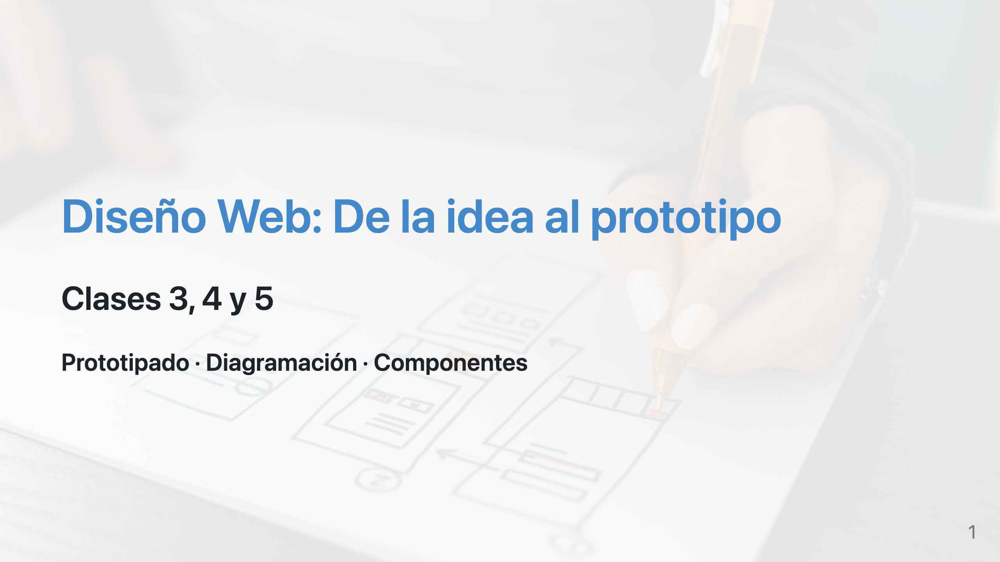 Diseño Web: De la idea al prototipo
Clases 3, 4 y 5
Prototipado · Diagramación · Componentes
1